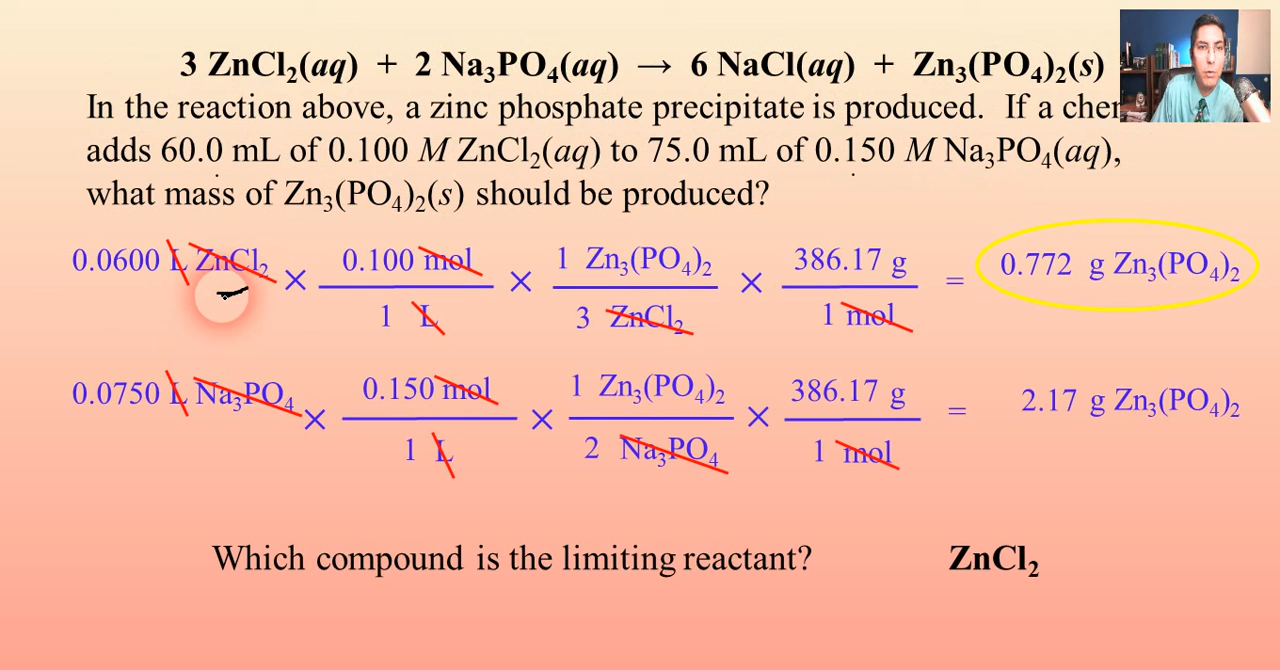 3 ZnCl₂(aq) + 2 Na₃PO₄(aq) → 6 NaCl(aq) + Zn₃(PO₄)₂(s)
In the reaction above, a zinc phosphate precipitate is produced. If a
adds 60.0 mL of 0.100 M ZnCl₂(aq) to 75.0 mL of 0.150 M Na₃PO₄(aq),
what mass of Zn₃(PO₄)₂(s) should be produced?
0.0600 L ZnCl₂ × 0.100 mol / 1 L × 1 Zn₃(PO₄)₂ / 3 ZnCl₂ × 386.17 g / 1 mol = 0.772 g Zn₃(PO₄)₂
0.0750 L Na₃PO₄ × 0.150 mol / 1 L × 1 Zn₃(PO₄)₂ / 2 Na₃PO₄ × 386.17 g / 1 mol = 2.17 g Zn₃(PO₄)₂
Which compound is the limiting reactant? ZnCl₂